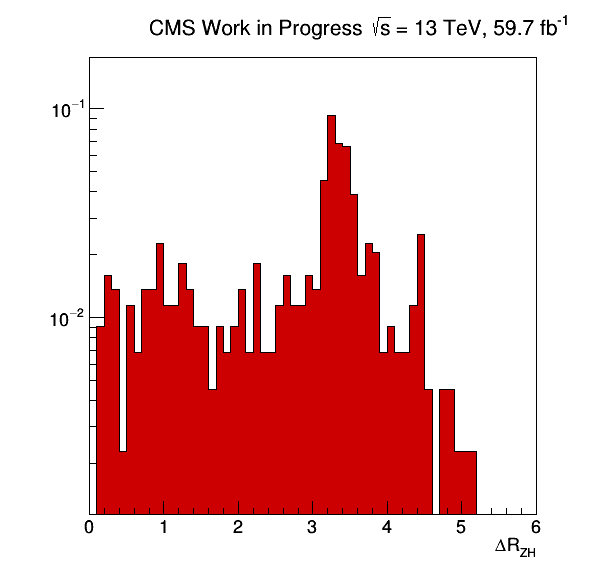 CMS Work in Progress √s = 13 TeV, 59.7 fb⁻¹
10⁻¹
10⁻²
0 1 2 3 4 5 6
ΔR_ZH